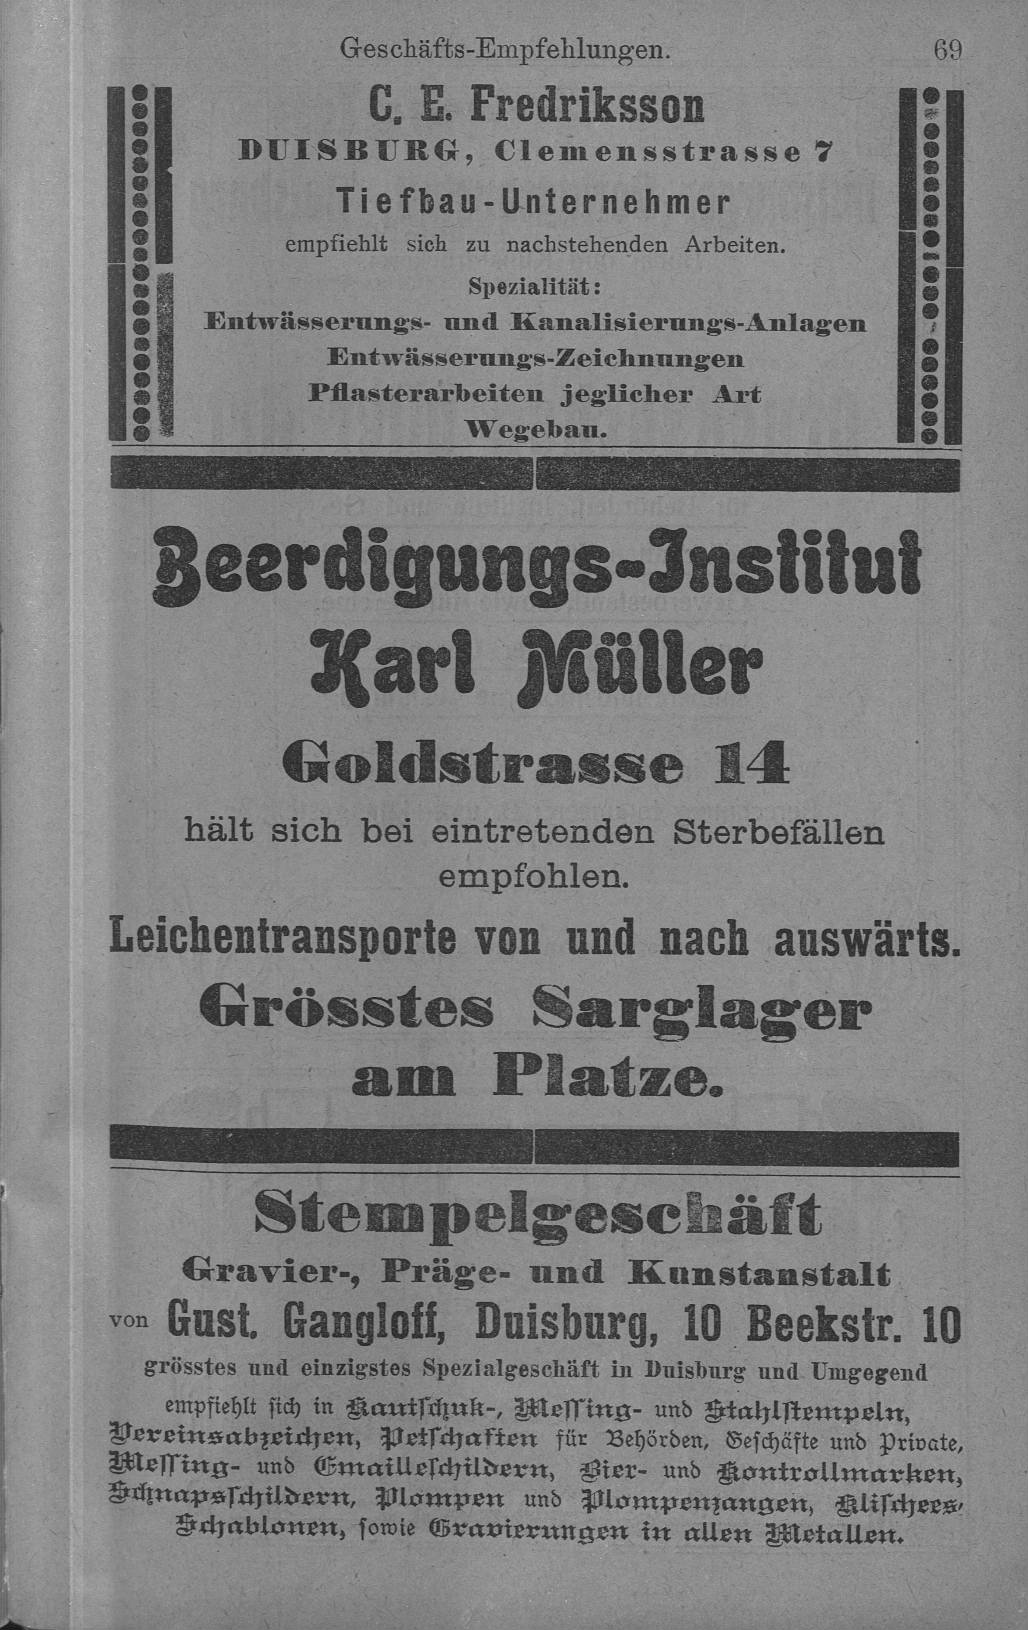 Geschäfts-Empfehlungen. 69
C. E. Fredriksson
DUISBURG, Clemensstrasse 7
Tiefbau-Unternehmer
empfiehlt sich zu nachstehenden Arbeiten.
Spezialität:
Entwässerungs- und Kanalisierungs-Anlagen
Entwässerungs-Zeichnungen
Pflasterarbeiten jeglicher Art
Wegebau.
Beerdigungs-Institut
Karl Müller
Goldstrasse 14
hält sich bei eintretenden Sterbefällen
empfohlen.
Leichentransporte von und nach auswärts.
Grösstes Sarglager
am Platze.
Stempelgeschäft
Gravier-, Präge- und Kunstanstalt
von Gust. Gangloff, Duisburg, 10 Beekstr. 10
grösstes und einzigstes Spezialgeschäft in Duisburg und Umgegend
empfiehlt ſich in Kautſchuk-, Meſſing- und Stahlſtempeln,
Vereinsabzeichen, Petſchaften für Behörden, Geſchäfte und Private,
Meſſing- und Emailleſchildern, Bier- und Kontrollmarken,
Schnapsſchildern, Plompen und Plompenzangen, Kliſchees,
Schablonen, ſowie Gravierungen in allen Metallen.